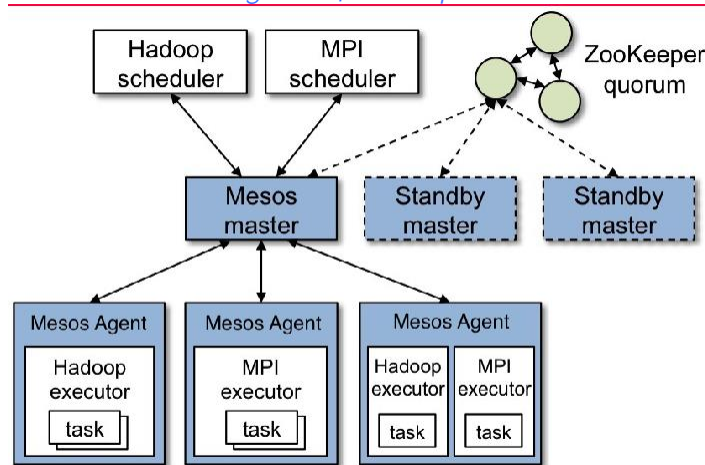 Hadoop
scheduler
MPI
scheduler
ZooKeeper
quorum
Mesos
master
Standby
master
Standby
master
Mesos Agent
Hadoop
executor
task
Mesos Agent
MPI
executor
task
Mesos Agent
Hadoop
executor
task
MPI
executor
task